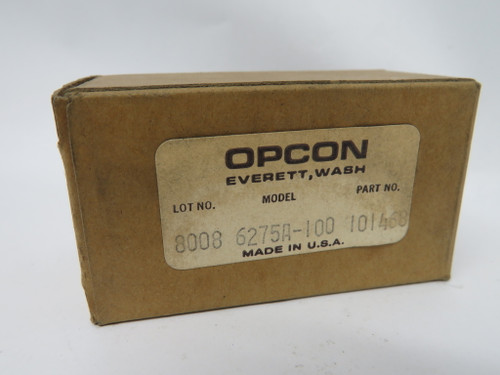 OPCON
EVERETT, WASH
LOT NO. MODEL PART NO.
8008 6275A-100 101468
MADE IN U.S.A.